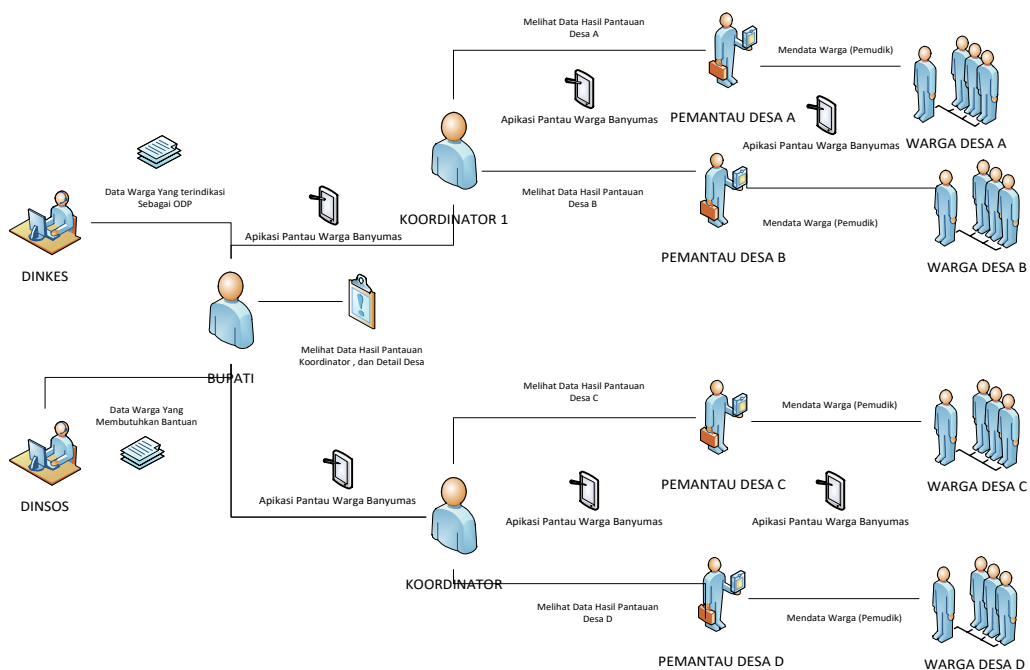 Melihat Data Hasil Pantauan
Desa A
Mendata Warga (Pemudik)
Apikasi Pantau Warga Banyumas
PEMANTAU DESA A
Apikasi Pantau Warga Banyumas
WARGA DESA A
Data Warga Yang terindikasi
Sebagai ODP
Melihat Data Hasil Pantauan
Desa B
KOORDINATOR 1
Mendata Warga (Pemudik)
Apikasi Pantau Warga Banyumas
PEMANTAU DESA B
WARGA DESA B
DINKES
Melihat Data Hasil Pantauan
Koordinator , dan Detail Desa
BUPATI
Melihat Data Hasil Pantauan
Desa C
Mendata Warga (Pemudik)
Data Warga Yang
Membutuhkan Bantuan
PEMANTAU DESA C
WARGA DESA C
DINSOS
Apikasi Pantau Warga Banyumas
Apikasi Pantau Warga Banyumas
Apikasi Pantau Warga Banyumas
KOORDINATOR
Melihat Data Hasil Pantauan
Desa D
Mendata Warga (Pemudik)
PEMANTAU DESA D
WARGA DESA D